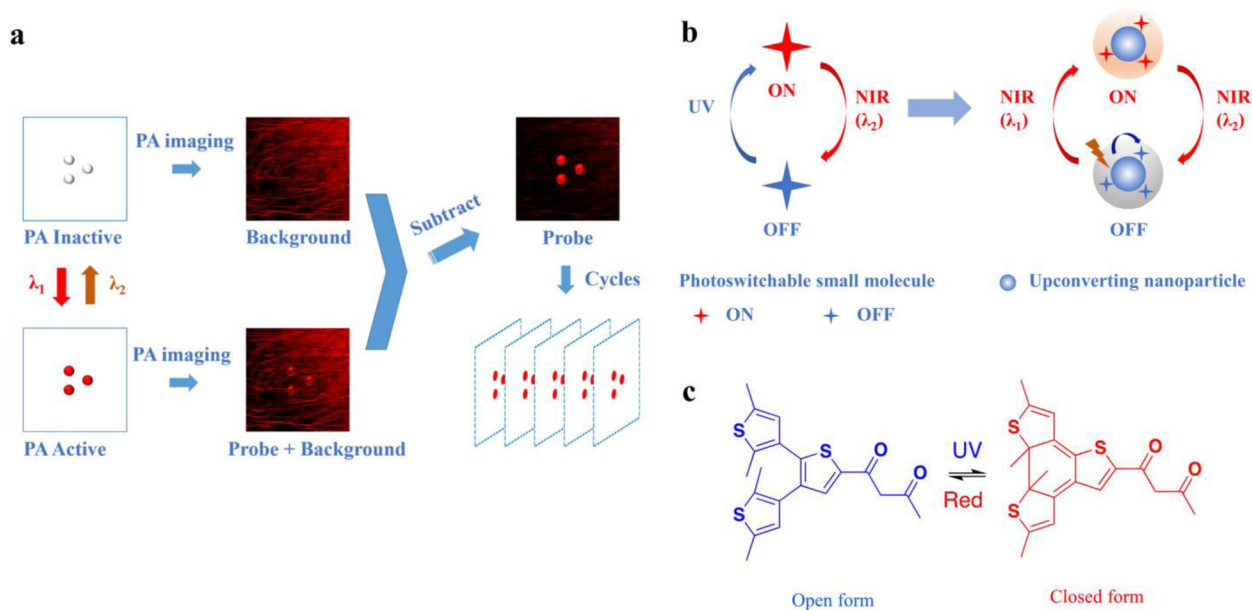 a
PA imaging
PA Inactive
Background
λ1
λ2
PA imaging
PA Active
Probe + Background
Subtract
Probe
Cycles
b
UV
ON
NIR
(λ2)
OFF
NIR
(λ1)
ON
NIR
(λ2)
OFF
Photoswitchable small molecule
ON
OFF
Upconverting nanoparticle
c
S
S
S
O
O
UV
Red
S
S
S
O
O
Open form
Closed form